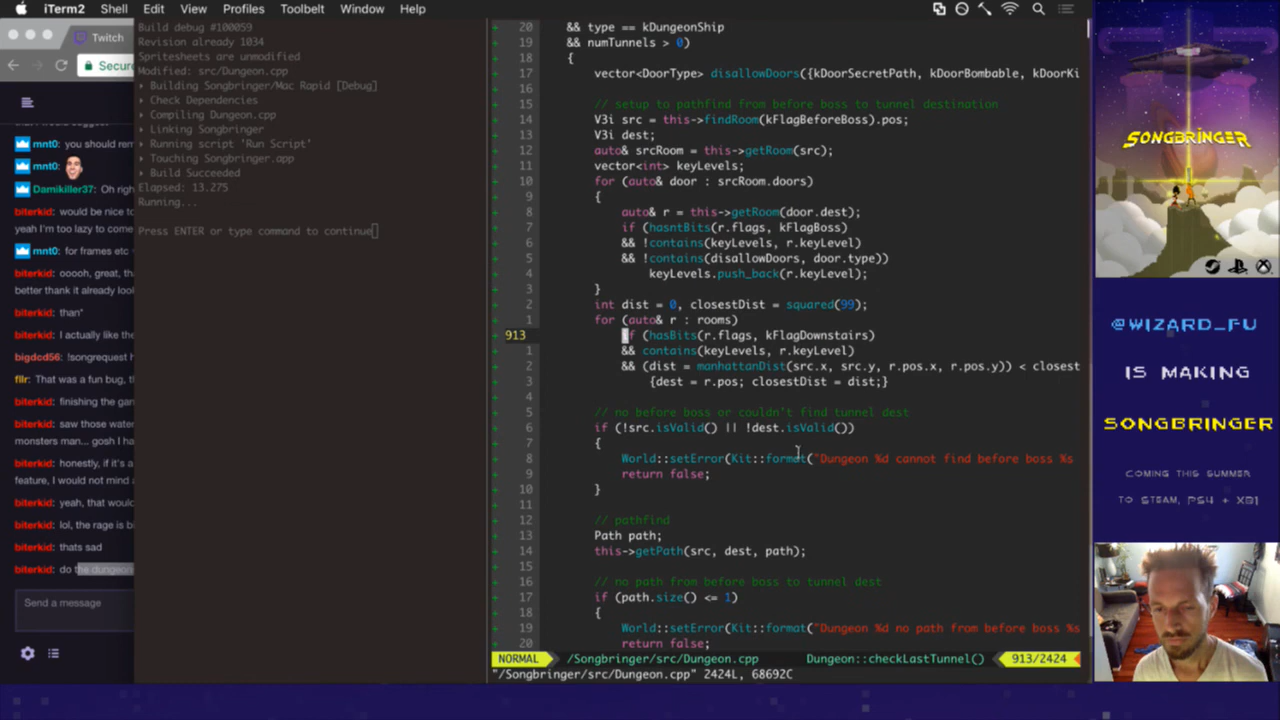 iTerm2 Shell Edit View Profiles Toolbelt Window Help
Twitch
Secure
mnt0: you should rem
mnt0:
Damikiller37: Oh righ
biterkid: would be nice to
yeah I'm too lazy to come
mnt0: for frames etc
biterkid: ooooh, great, tha
better thank it already look
biterkid: than*
biterkid: I actually like the
bigdcd56: !songrequest h
fllr: That was a fun bug, th
biterkid: finishing the gam
biterkid: saw those water
monsters man... gosh I ha
biterkid: honestly, if it's a
feature, I would not mind a
biterkid: yeah, that would
biterkid: lol, the rage is b
biterkid: thats sad
biterkid: do the dungeons
Send a message
Build debug #100059
Revision already 1034
Spritesheets are unmodified
Modified: src/Dungeon.cpp
▸ Building Songbringer/Mac Rapid [Debug]
▸ Check Dependencies
▸ Compiling Dungeon.cpp
▸ Linking Songbringer
▸ Running script 'Run Script'
▸ Touching Songbringer.app
▸ Build Succeeded
Elapsed: 13.275
Running...
Press ENTER or type command to continue
+ 20 && type == kDungeonShip
+ 19 && numTunnels > 0)
+ 18 {
+ 17 vector<DoorType> disallowDoors({kDoorSecretPath, kDoorBombable, kDoorKi
+ 16
+ 15 // setup to pathfind from before boss to tunnel destination
+ 14 V3i src = this->findRoom(kFlagBeforeBoss).pos;
+ 13 V3i dest;
+ 12 auto& srcRoom = this->getRoom(src);
+ 11 vector<int> keyLevels;
+ 10 for (auto& door : srcRoom.doors)
+ 9 {
+ 8 auto& r = this->getRoom(door.dest);
+ 7 if (hasntBits(r.flags, kFlagBoss)
+ 6 && !contains(keyLevels, r.keyLevel)
+ 5 && !contains(disallowDoors, door.type))
+ 4 keyLevels.push_back(r.keyLevel);
+ 3 }
+ 2 int dist = 0, closestDist = squared(99);
+ 1 for (auto& r : rooms)
+ 913 if (hasBits(r.flags, kFlagDownstairs)
+ 1 && contains(keyLevels, r.keyLevel)
+ 2 && (dist = manhattanDist(src.x, src.y, r.pos.x, r.pos.y)) < closest
+ 3 {dest = r.pos; closestDist = dist;}
+ 4
+ 5 // no before boss or couldn't find tunnel dest
+ 6 if (!src.isValid() || !dest.isValid())
+ 7 {
+ 8 World::setError(Kit::format("Dungeon %d cannot find before boss %s
+ 9 return false;
+ 10 }
+ 11
+ 12 // pathfind
+ 13 Path path;
+ 14 this->getPath(src, dest, path);
+ 15
+ 16 // no path from before boss to tunnel dest
+ 17 if (path.size() <= 1)
+ 18 {
+ 19 World::setError(Kit::format("Dungeon %d no path from before boss %s
+ 20 return false;
NORMAL /Songbringer/src/Dungeon.cpp Dungeon::checkLastTunnel() 913/2424
"/Songbringer/src/Dungeon.cpp" 2424L, 68692C
SONGBRINGER
@WIZARD_FU
IS MAKING
SONGBRINGER
COMING THIS SUMMER
TO STEAM, PS4 + XB1